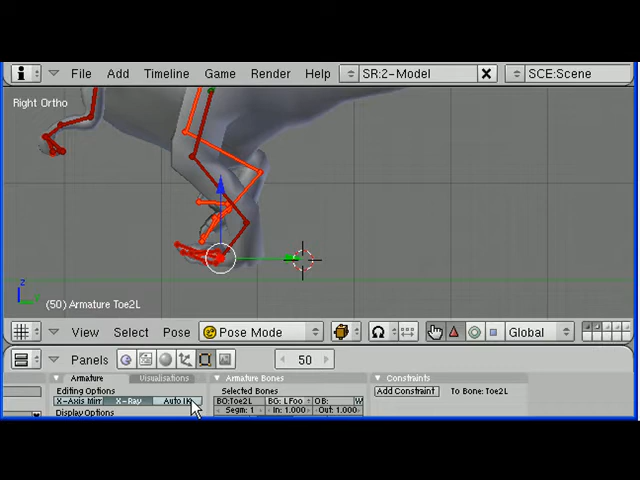 File Add Timeline Game Render Help SR:2-Model SCE:Scene
Right Ortho
z
y
(50) Armature Toe2L
View Select Pose Pose Mode Global
Panels 50
Armature Visualisations Armature Bones Constraints
Editing Options Selected Bones Add Constraint To Bone: Toe2L
X-Axis Mirr X-Ray Auto IK BO:Toe2L BG: LFoo OB: W
Display Options Segm: 1 In: 1.000 Out: 1.000